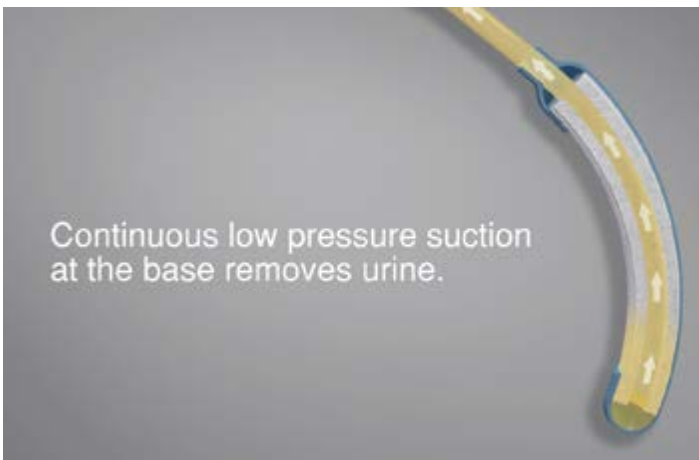 Continuous low pressure suction
at the base removes urine.